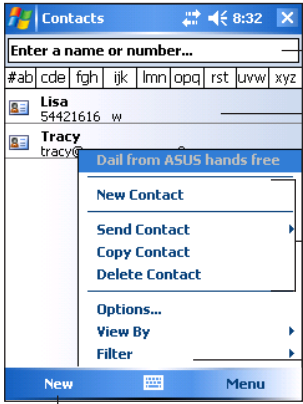 Contacts 8:32
Enter a name or number...
#ab cde fgh ijk lmn opq rst uvw xyz
Lisa
54421616 w
Tracy
tracy@
Dail from ASUS hands free
New Contact
Send Contact
Copy Contact
Delete Contact
Options...
View By
Filter
New Menu